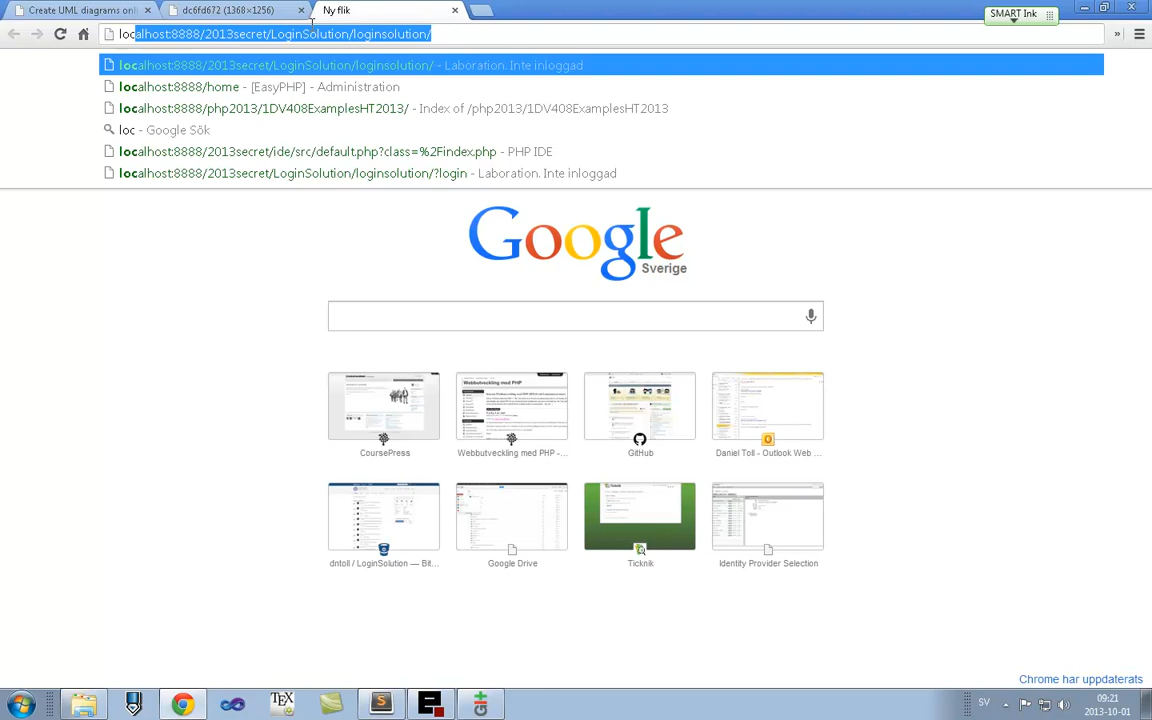 Create UML diagrams onl
dc6fd672 (1368×1256)
Ny flik
SMART Ink
localhost:8888/2013secret/LoginSolution/loginsolution/
localhost:8888/2013secret/LoginSolution/loginsolution/ - Laboration. Inte inloggad
localhost:8888/home - [EasyPHP] - Administration
localhost:8888/php2013/1DV408ExamplesHT2013/ - Index of /php2013/1DV408ExamplesHT2013
loc - Google Sök
localhost:8888/2013secret/ide/src/default.php?class=%2Findex.php - PHP IDE
localhost:8888/2013secret/LoginSolution/loginsolution/?login - Laboration. Inte inloggad
Google
Sverige
Webbutveckling med PHP
CoursePress
Webbutveckling med PHP -...
GitHub
Daniel Toll - Outlook Web ...
dntoll / LoginSolution — Bit...
Google Drive
Ticknik
Identity Provider Selection
Chrome har uppdaterats
SV
09:21
2013-10-01